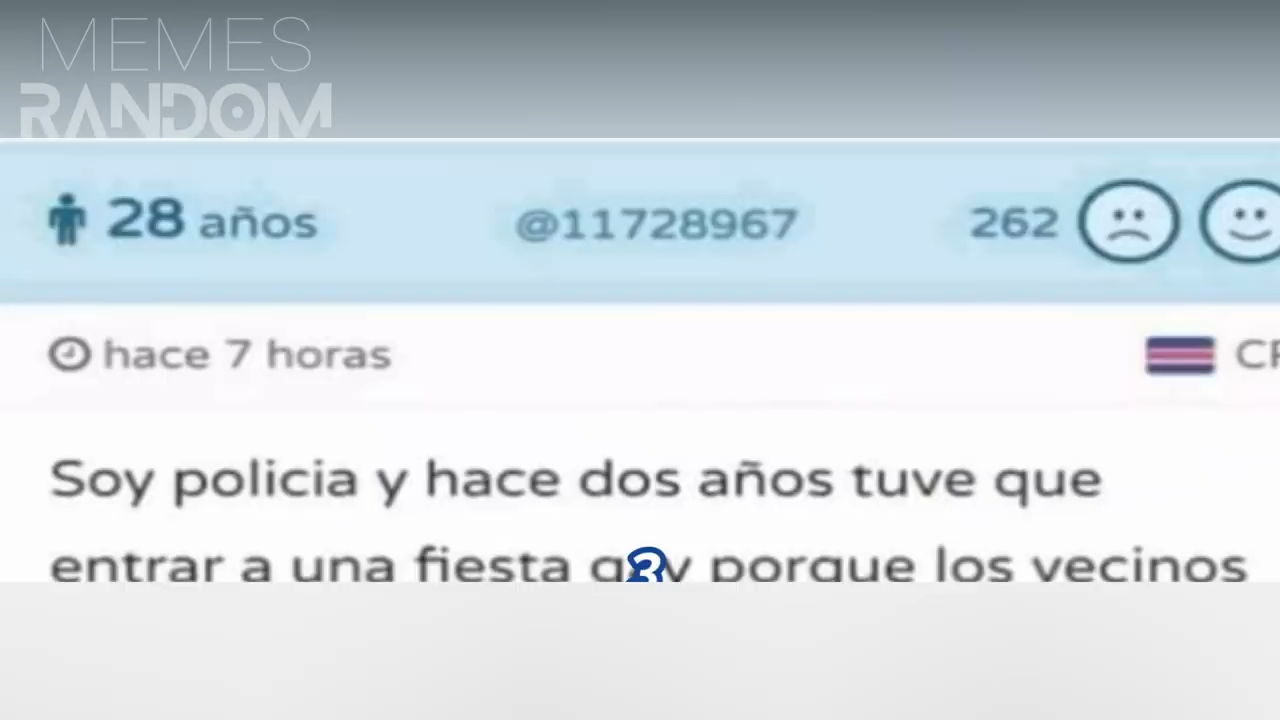 MEMES
RANDOM
28 años @11728967 262
hace 7 horas
Soy policia y hace dos años tuve que
entrar a una fiesta porque los vecinos
3